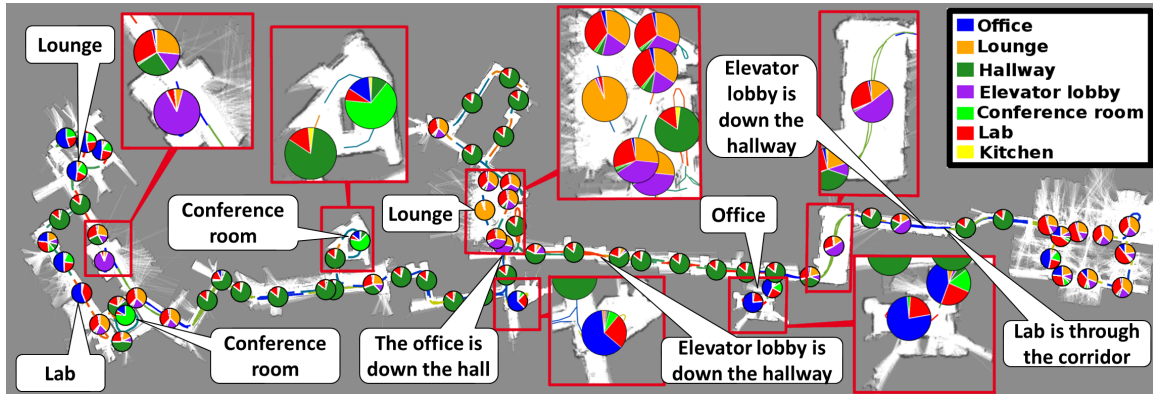 Lounge
Conference
room
Lounge
Elevator
lobby is
down the
hallway
Office
Office
Lounge
Hallway
Elevator lobby
Conference room
Lab
Kitchen
Lab
Conference
room
The office is
down the hall
Elevator lobby is
down the hallway
Lab is through
the corridor